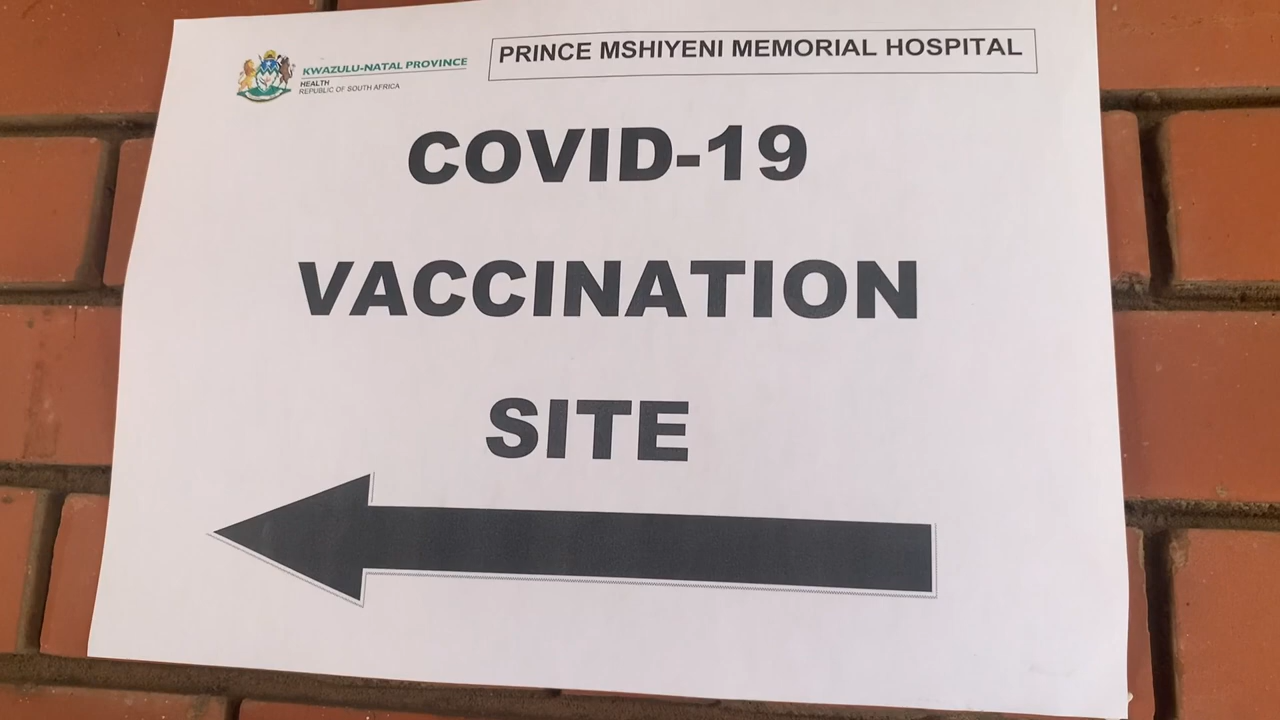 KWAZULU-NATAL PROVINCE
HEALTH
REPUBLIC OF SOUTH AFRICA
PRINCE MSHIYENI MEMORIAL HOSPITAL
COVID-19
VACCINATION
SITE